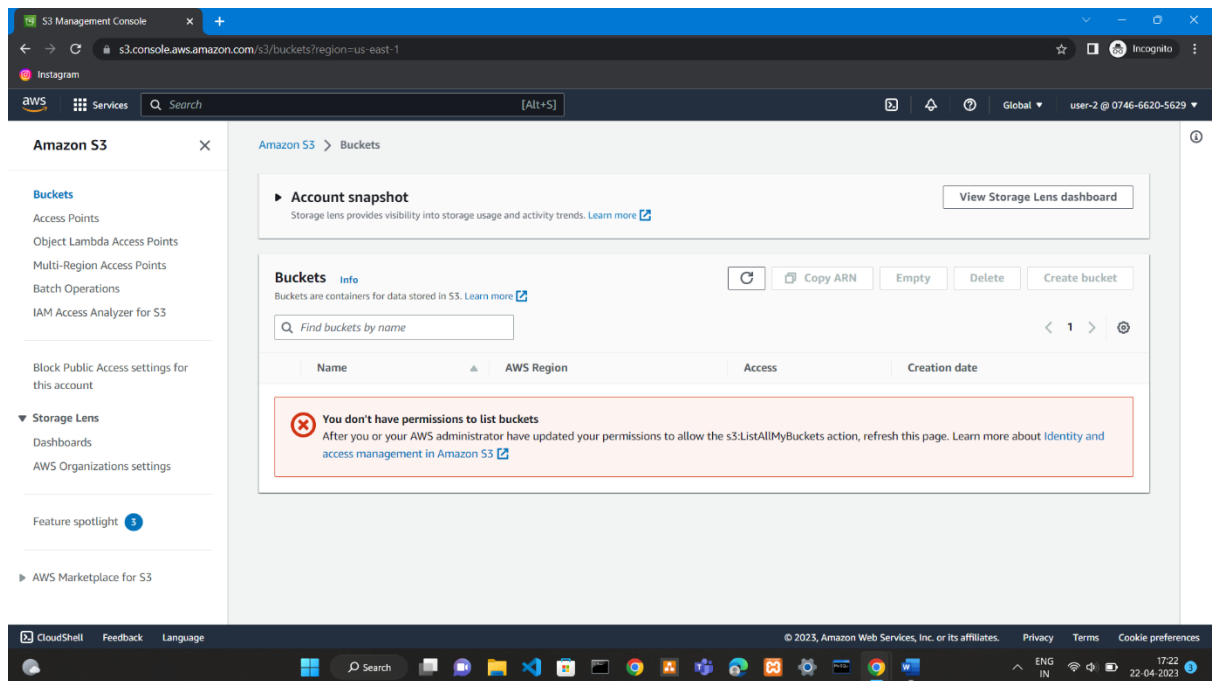 S3 Management Console
s3.console.aws.amazon.com/s3/buckets?region=us-east-1
Incognito
Instagram
aws
Services
Search
[Alt+S]
Global
user-2 @ 0746-6620-5629
Amazon S3
Buckets
Access Points
Object Lambda Access Points
Multi-Region Access Points
Batch Operations
IAM Access Analyzer for S3
Block Public Access settings for
this account
Storage Lens
Dashboards
AWS Organizations settings
Feature spotlight 3
AWS Marketplace for S3
Amazon S3 > Buckets
Account snapshot
Storage lens provides visibility into storage usage and activity trends. Learn more
View Storage Lens dashboard
Buckets Info
Buckets are containers for data stored in S3. Learn more
Copy ARN
Empty
Delete
Create bucket
Find buckets by name
1
Name
AWS Region
Access
Creation date
You don't have permissions to list buckets
After you or your AWS administrator have updated your permissions to allow the s3:ListAllMyBuckets action, refresh this page. Learn more about Identity and
access management in Amazon S3
CloudShell
Feedback
Language
© 2023, Amazon Web Services, Inc. or its affiliates.
Privacy
Terms
Cookie preferences
Search
ENG
IN
17:22
22-04-2023
3